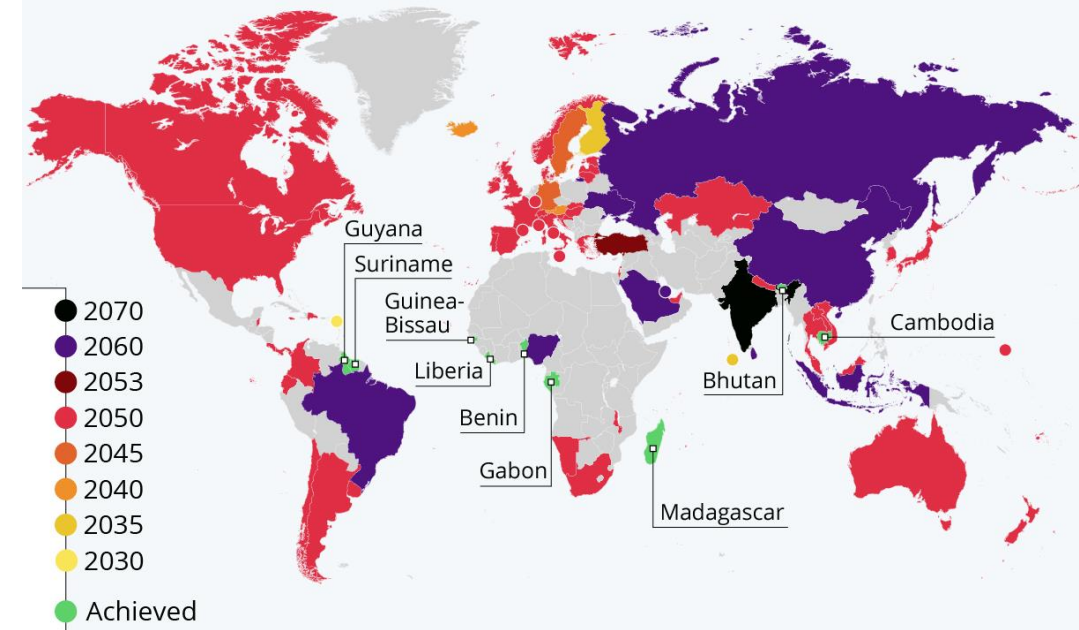 Guyana
Suriname
Guinea-
Bissau
Liberia
Benin
Gabon
Madagascar
Bhutan
Cambodia
2070
2060
2053
2050
2045
2040
2035
2030
Achieved